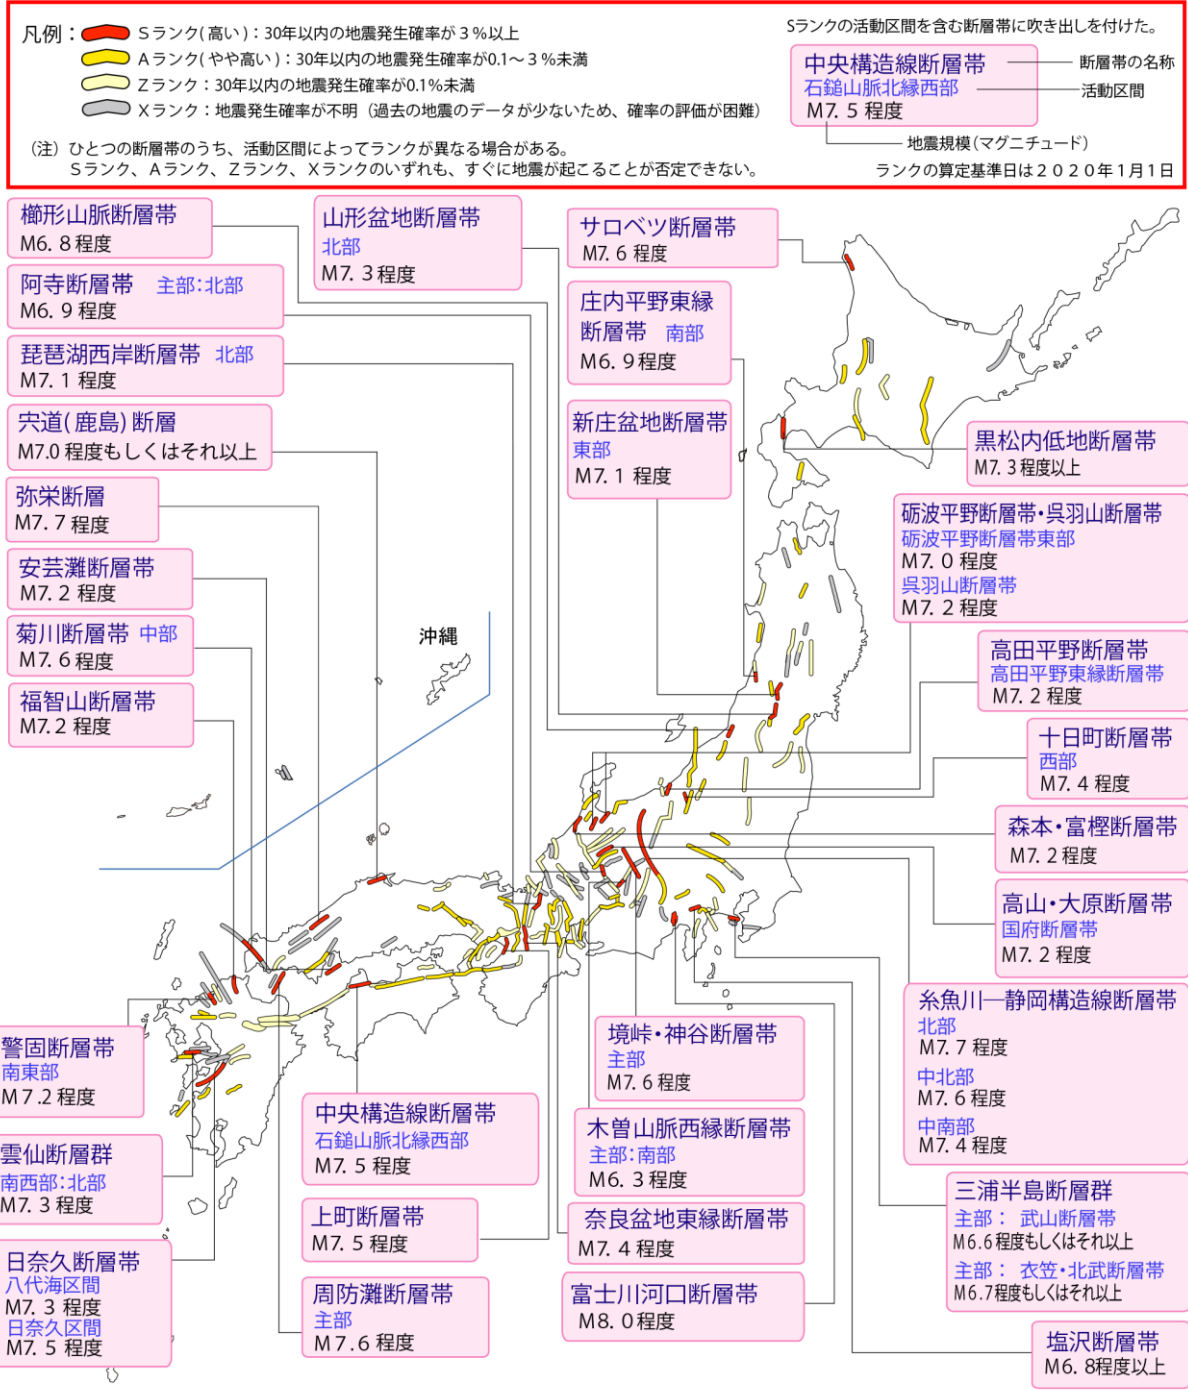 凡例：
Sランク(高い)：30年以内の地震発生確率が３%以上
Aランク(やや高い)：30年以内の地震発生確率が0.1～３%未満
Zランク：30年以内の地震発生確率が0.1%未満
Xランク：地震発生確率が不明（過去の地震のデータが少ないため、確率の評価が困難）
（注）ひとつの断層帯のうち、活動区間によってランクが異なる場合がある。
Sランク、Aランク、Zランク、Xランクのいずれも、すぐに地震が起こることが否定できない。
Sランクの活動区間を含む断層帯に吹き出しを付けた。
中央構造線断層帯
石鎚山脈北縁西部
M7.５程度
断層帯の名称
活動区間
地震規模（マグニチュード）
ランクの算定基準日は２０２０年１月１日
櫛形山脈断層帯
M6.８程度
阿寺断層帯　主部：北部
M6.９程度
琵琶湖西岸断層帯　北部
M7.１程度
宍道(鹿島)断層
M7.0程度もしくはそれ以上
弥栄断層
M7.７程度
安芸灘断層帯
M7.２程度
菊川断層帯 中部
M7.６程度
福智山断層帯
M7.２程度
山形盆地断層帯
北部
M7.３程度
サロベツ断層帯
M7.６程度
庄内平野東縁
断層帯　南部
M6.９程度
新庄盆地断層帯
東部
M7.１程度
沖縄
黒松内低地断層帯
M7.３程度以上
砺波平野断層帯・呉羽山断層帯
砺波平野断層帯東部
M7.０程度
呉羽山断層帯
M7.２程度
高田平野断層帯
高田平野東縁断層帯
M7.２程度
十日町断層帯
西部
M7.４程度
森本・富樫断層帯
M7.２程度
高山・大原断層帯
国府断層帯
M7.２程度
糸魚川―静岡構造線断層帯
北部
M7.７程度
中北部
M7.６程度
中南部
M7.４程度
警固断層帯
南東部
M7.２程度
雲仙断層群
南西部：北部
M7.３程度
日奈久断層帯
八代海区間
M7.３程度
日奈久区間
M7.５程度
中央構造線断層帯
石鎚山脈北縁西部
M7.５程度
上町断層帯
M7.５程度
周防灘断層帯
主部
M7.６程度
境峠・神谷断層帯
主部
M7.６程度
木曽山脈西縁断層帯
主部：南部
M6.３程度
奈良盆地東縁断層帯
M7.４程度
富士川河口断層帯
M8.０程度
三浦半島断層群
主部：　武山断層帯
M6.6程度もしくはそれ以上
主部：　衣笠・北武断層帯
M6.7程度もしくはそれ以上
塩沢断層帯
M6.8程度以上